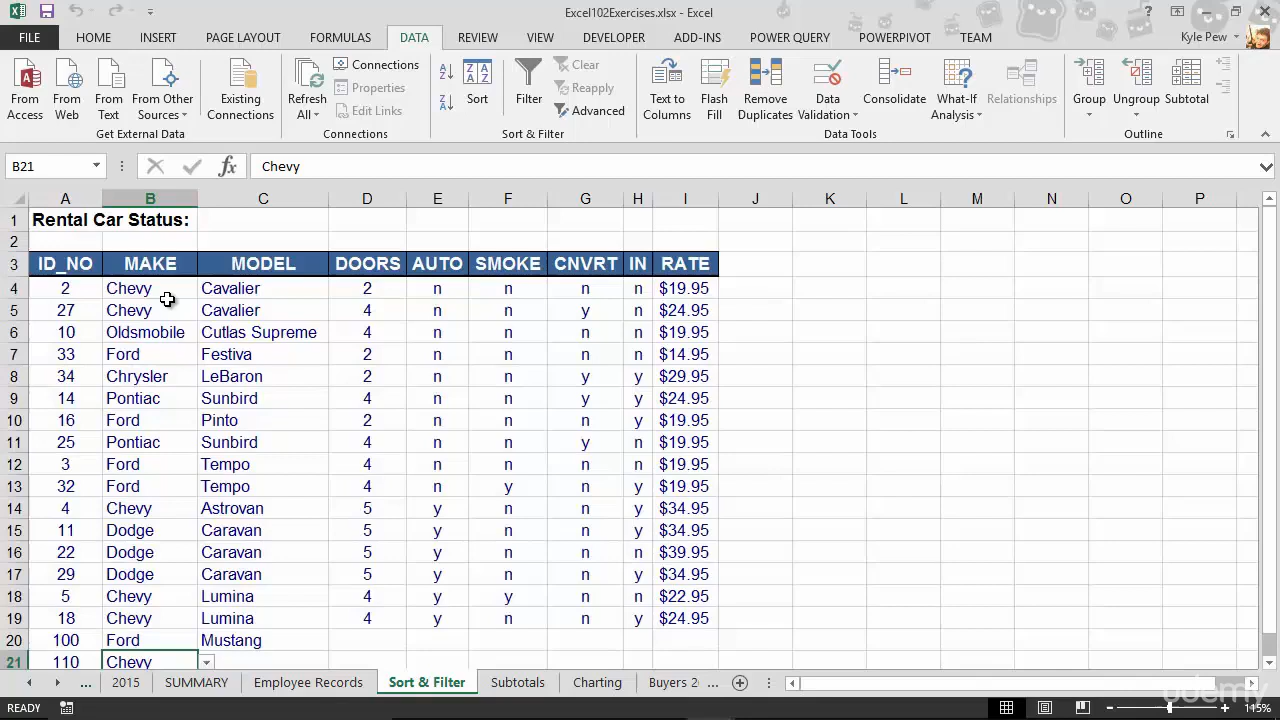 Excel102Exercises.xlsx - Excel
FILE HOME INSERT PAGE LAYOUT FORMULAS DATA REVIEW VIEW DEVELOPER ADD-INS POWER QUERY POWERPIVOT TEAM Kyle Pew
From Access
From Web
From Text
From Other Sources
Get External Data
Existing Connections
Refresh All
Connections
Properties
Edit Links
Connections
Sort
Filter
Clear
Reapply
Advanced
Sort & Filter
Text to Columns
Flash Fill
Remove Duplicates
Data Validation
Consolidate
What-If Analysis
Relationships
Data Tools
Group
Ungroup
Subtotal
Outline
B21 fx Chevy
A B C D E F G H I J K L M N O P
1 Rental Car Status:
2
3 ID_NO MAKE MODEL DOORS AUTO SMOKE CNVRT IN RATE
4 2 Chevy Cavalier 2 n n n n $19.95
5 27 Chevy Cavalier 4 n n y n $24.95
6 10 Oldsmobile Cutlas Supreme 4 n n n n $19.95
7 33 Ford Festiva 2 n n n n $14.95
8 34 Chrysler LeBaron 2 n n y y $29.95
9 14 Pontiac Sunbird 4 n n y y $24.95
10 16 Ford Pinto 2 n n n y $19.95
11 25 Pontiac Sunbird 4 n n y n $19.95
12 3 Ford Tempo 4 n n n n $19.95
13 32 Ford Tempo 4 n y n y $19.95
14 4 Chevy Astrovan 5 y n n y $34.95
15 11 Dodge Caravan 5 y n n y $34.95
16 22 Dodge Caravan 5 y n n n $39.95
17 29 Dodge Caravan 5 y n n y $34.95
18 5 Chevy Lumina 4 y y n n $22.95
19 18 Chevy Lumina 4 y n n y $24.95
20 100 Ford Mustang
21 110 Chevy
... 2015 SUMMARY Employee Records Sort & Filter Subtotals Charting Buyers 2 ...
udemy
READY 115%